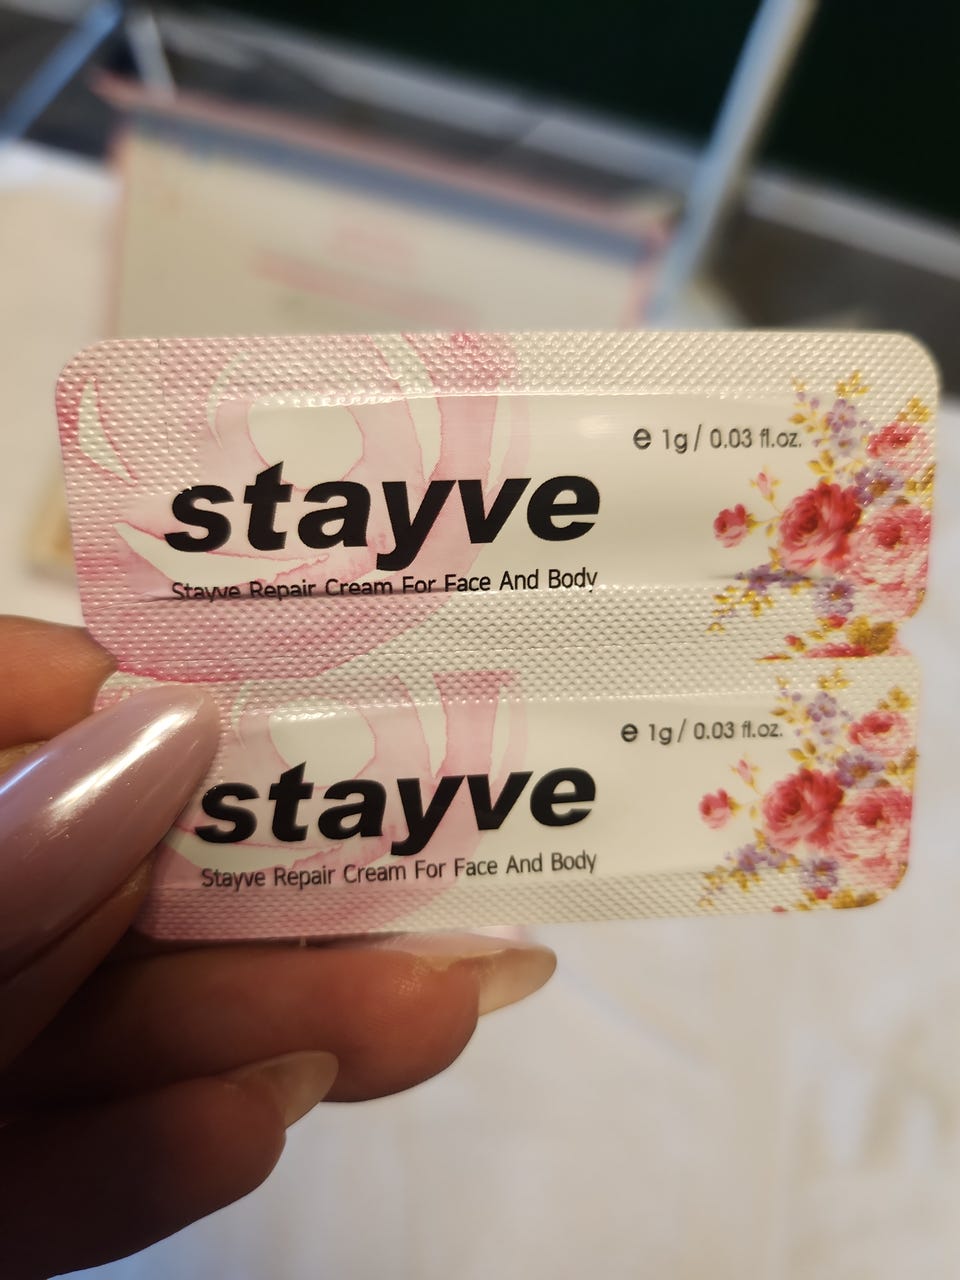 e 1g / 0.03 fl.oz.
stayve
Stayve Repair Cream For Face And Body
e 1g / 0.03 fl.oz.
stayve
Stayve Repair Cream For Face And Body